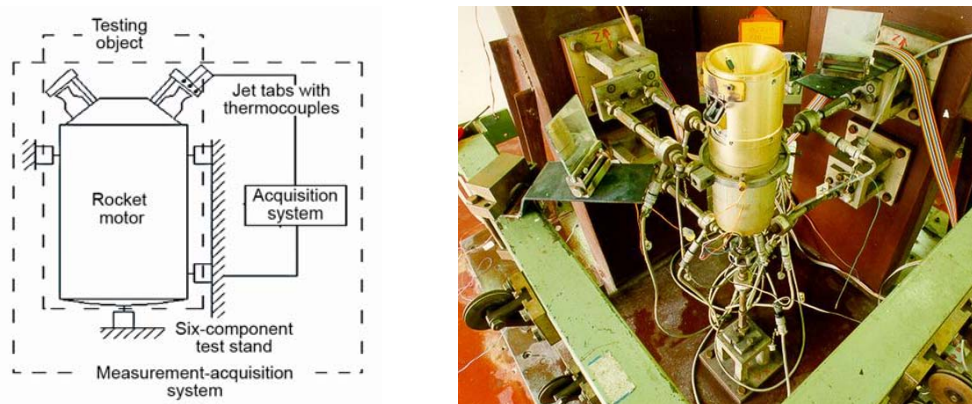 Testing
object
Jet tabs with
thermocouples
Rocket
motor
Acquisition
system
Six-component
test stand
Measurement-acquisition
system